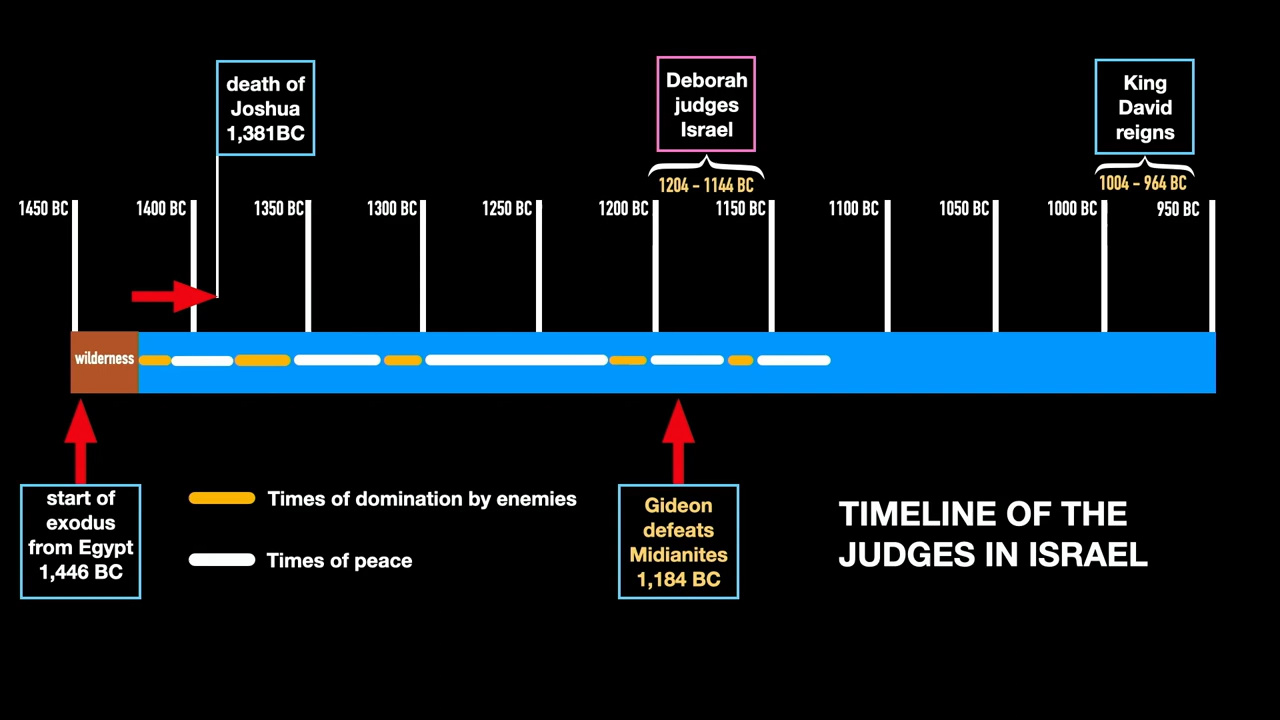 death of
Joshua
1,381BC
Deborah
judges
Israel
King
David
reigns
1204 – 1144 BC
1004 – 964 BC
1450 BC
1400 BC
1350 BC
1300 BC
1250 BC
1200 BC
1150 BC
1100 BC
1050 BC
1000 BC
950 BC
wilderness
start of
exodus
from Egypt
1,446 BC
Times of domination by enemies
Times of peace
Gideon
defeats
Midianites
1,184 BC
TIMELINE OF THE
JUDGES IN ISRAEL